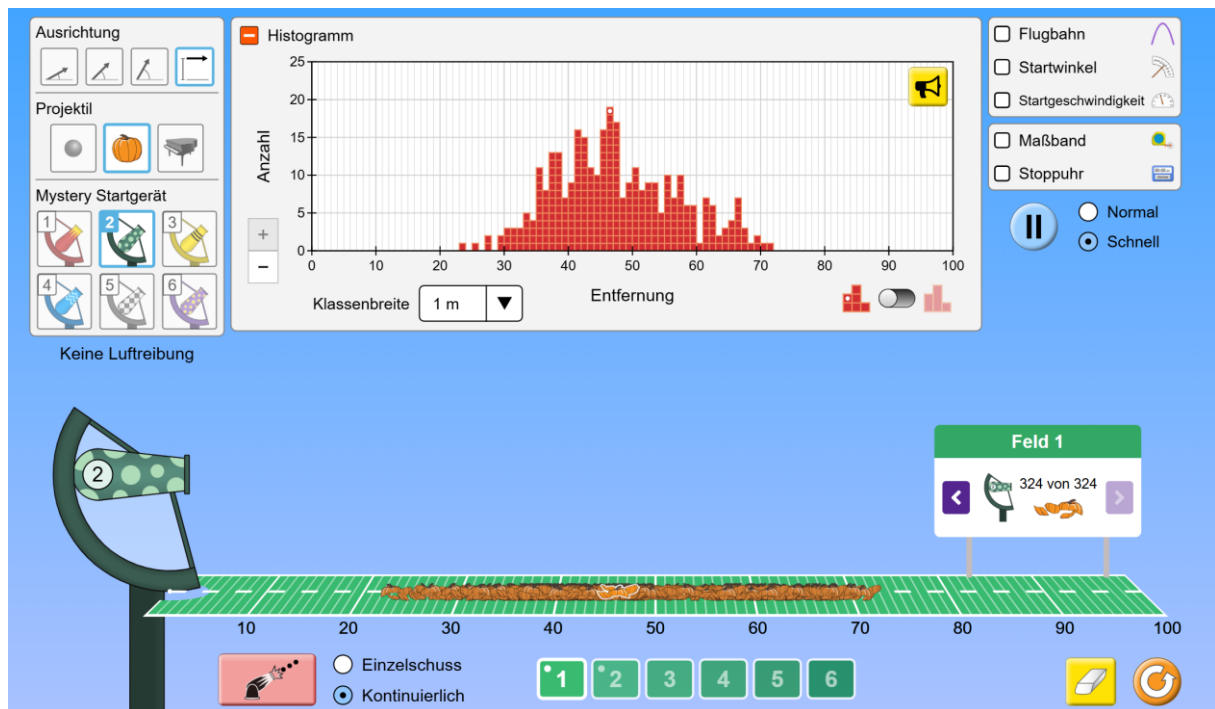 Ausrichtung
Projektil
Mystery Startgerät
1 2 3
4 5 6
Keine Luftreibung
Histogramm
25
20
15
10
5
0
Anzahl
+
−
0 10 20 30 40 50 60 70 80 90 100
Entfernung
Klassenbreite 1 m
Flugbahn
Startwinkel
Startgeschwindigkeit
Maßband
Stoppuhr
Normal
Schnell
2
Feld 1
324 von 324
10 20 30 40 50 60 70 80 90 100
Einzelschuss
Kontinuierlich
1 2 3 4 5 6